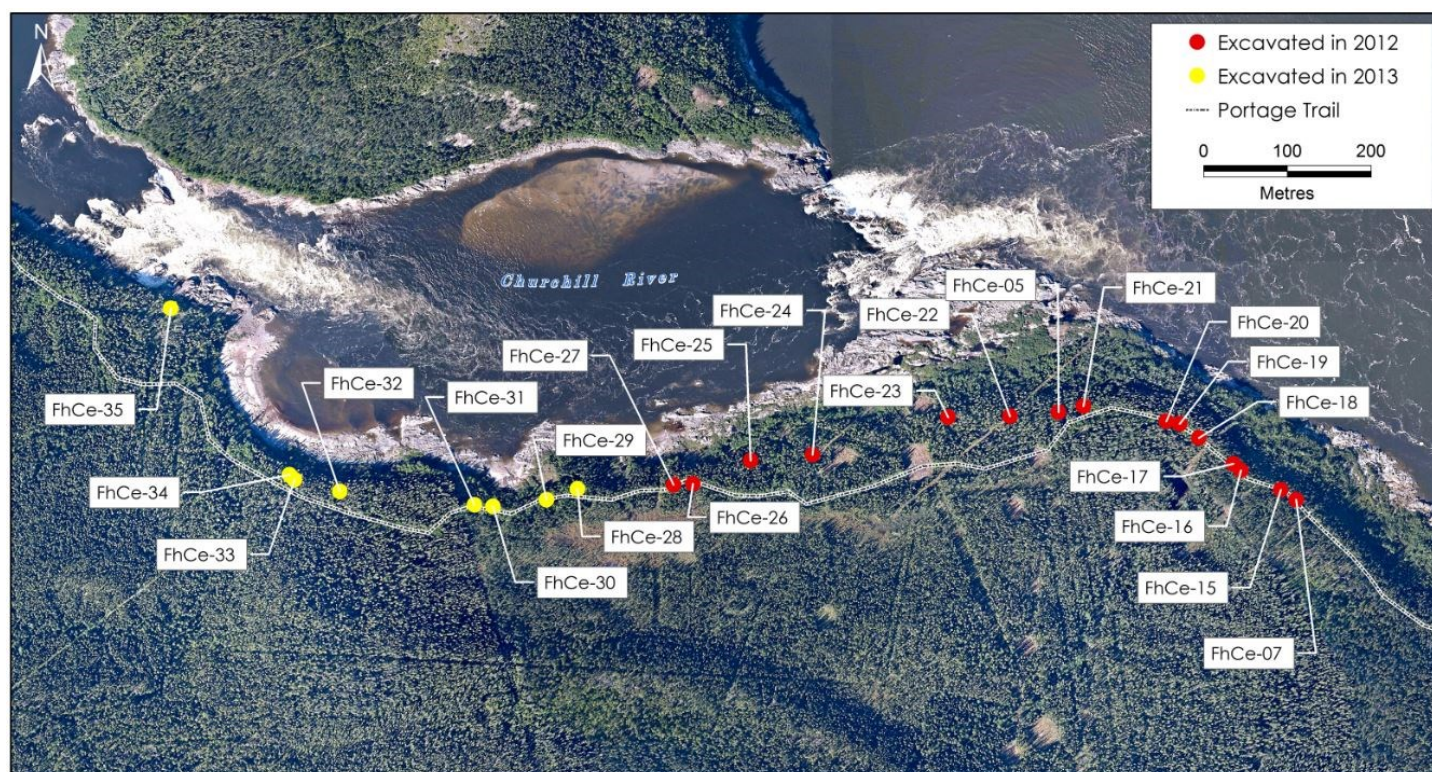 N
Excavated in 2012
Excavated in 2013
Portage Trail
0 100 200
Metres
Churchill River
FhCe-24
FhCe-05
FhCe-21
FhCe-22
FhCe-20
FhCe-25
FhCe-27
FhCe-19
FhCe-32
FhCe-23
FhCe-18
FhCe-31
FhCe-35
FhCe-29
FhCe-17
FhCe-34
FhCe-26
FhCe-16
FhCe-28
FhCe-33
FhCe-30
FhCe-15
FhCe-07